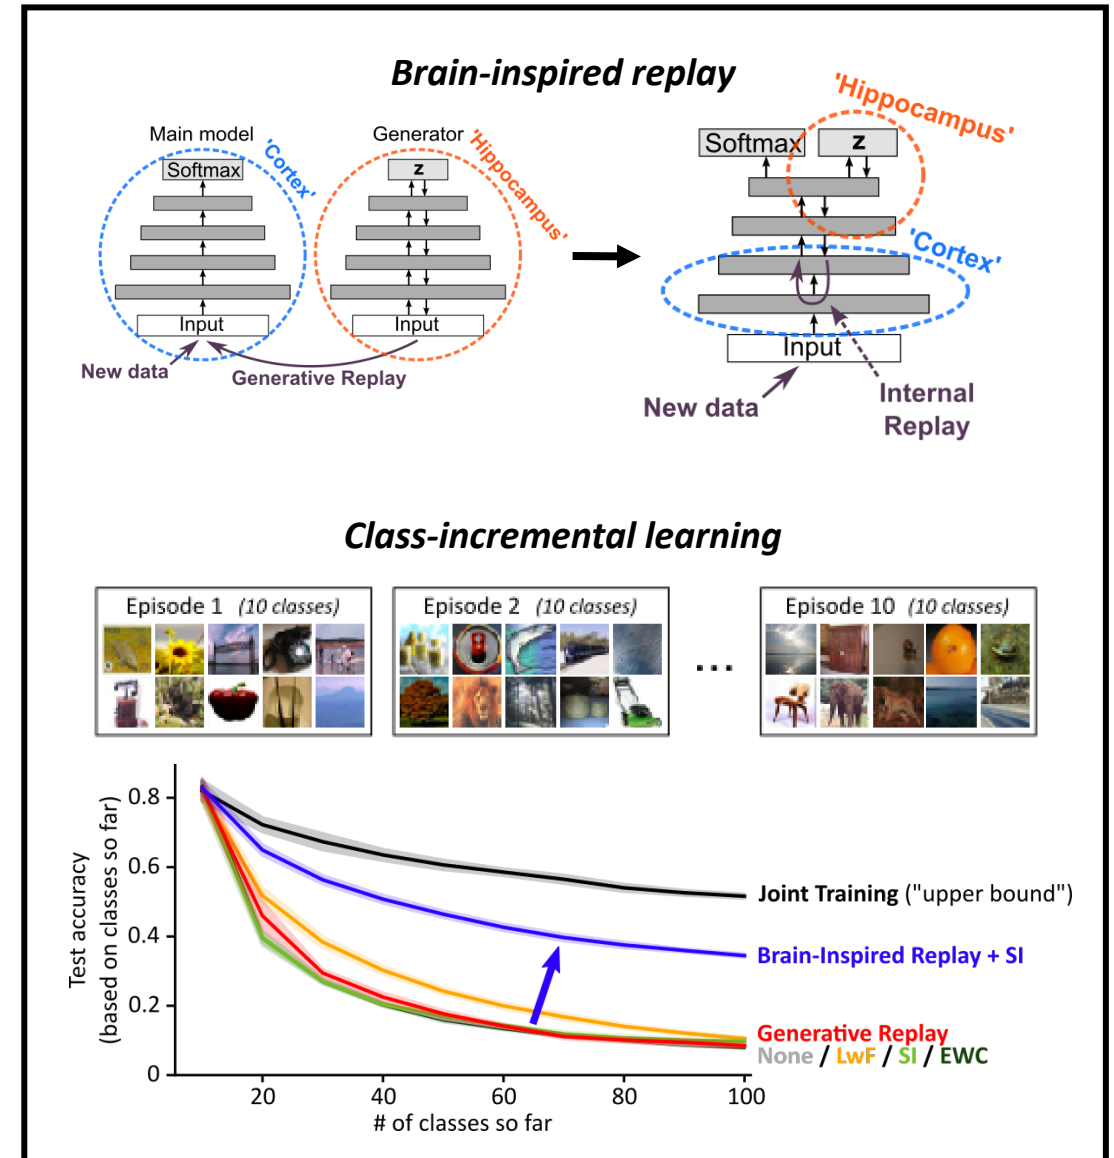 Brain-inspired replay
Main model
Softmax
'Cortex'
Input
New data
Generator
z
'Hippocampus'
Input
Generative Replay
'Hippocampus'
Softmax
z
'Cortex'
Input
New data
Internal
Replay
Class-incremental learning
Episode 1 (10 classes)
Episode 2 (10 classes)
...
Episode 10 (10 classes)
Test accuracy
(based on classes so far)
0.8
0.6
0.4
0.2
0
20
40
60
80
100
# of classes so far
Joint Training ("upper bound")
Brain-Inspired Replay + SI
Generative Replay
None / LwF / SI / EWC